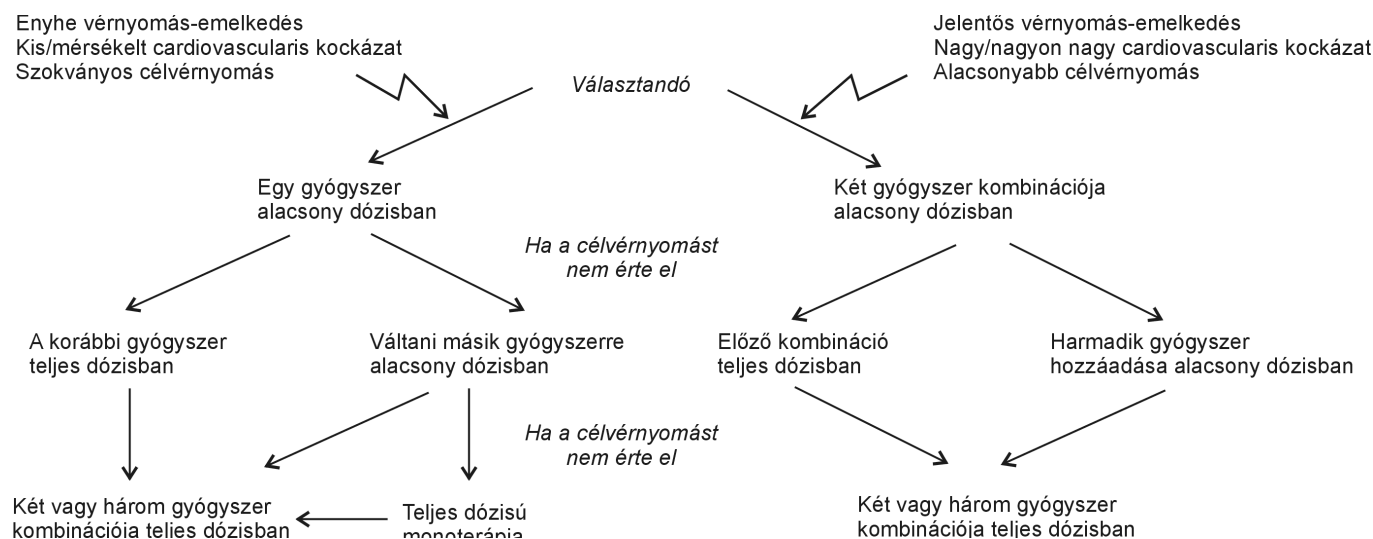 Enyhe vérnyomás-emelkedés
Kis/mérsékelt cardiovascularis kockázat
Szokványos célvérnyomás
Választandó
Jelentős vérnyomás-emelkedés
Nagy/nagyon nagy cardiovascularis kockázat
Alacsonyabb célvérnyomás
Egy gyógyszer
alacsony dózisban
Két gyógyszer kombinációja
alacsony dózisban
Ha a célvérnyomást
nem érte el
A korábbi gyógyszer
teljes dózisban
Váltani másik gyógyszerre
alacsony dózisban
Előző kombináció
teljes dózisban
Harmadik gyógyszer
hozzáadása alacsony dózisban
Ha a célvérnyomást
nem érte el
Két vagy három gyógyszer
kombinációja teljes dózisban
Teljes dózisú
monoterápia
Két vagy három gyógyszer
kombinációja teljes dózisban